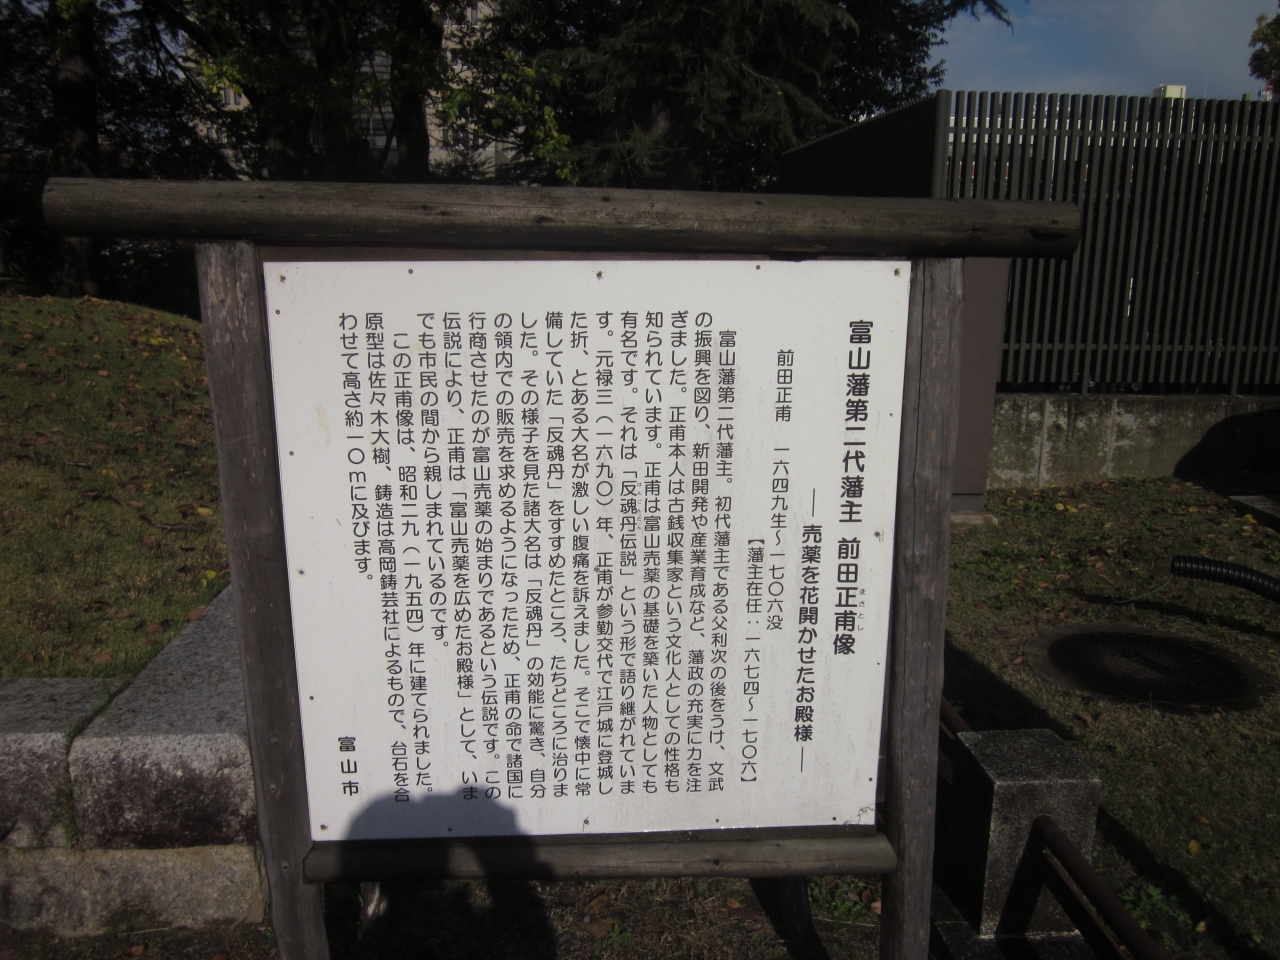 富山藩第二代藩主 前田正甫像
まさとし
―売薬を花開かせたお殿様―
前田正甫 一六四九生～一七〇六没
【藩主在任：一六七四～一七〇六】
富山藩第二代藩主。初代藩主である父利次の後をうけ、文武
の振興を図り、新田開発や産業育成など、藩政の充実に力を注
ぎました。正甫本人は古銭収集家という文化人としての性格も
知られています。正甫は富山売薬の基礎を築いた人物としても
有名です。それは「反魂丹伝説」という形で語り継がれていま
はんごんたん
す。元禄三（一六九〇）年、正甫が参勤交代で江戸城に登城し
た折、とある大名が激しい腹痛を訴えました。そこで懐中に常
備していた「反魂丹」をすすめたところ、たちどころに治りま
した。その様子を見た諸大名は「反魂丹」の効能に驚き、自分
の領内での販売を求めるようになったため、正甫の命で諸国に
行商させたのが富山売薬の始まりであるという伝説です。この
伝説により、正甫は「富山売薬を広めたお殿様」として、いま
でも市民の間から親しまれているのです。
この正甫像は、昭和二九（一九五四）年に建てられました。
原型は佐々木大樹、鋳造は高岡鋳芸社によるもので、台石を合
わせて高さ約一〇ｍに及びます。
富山市